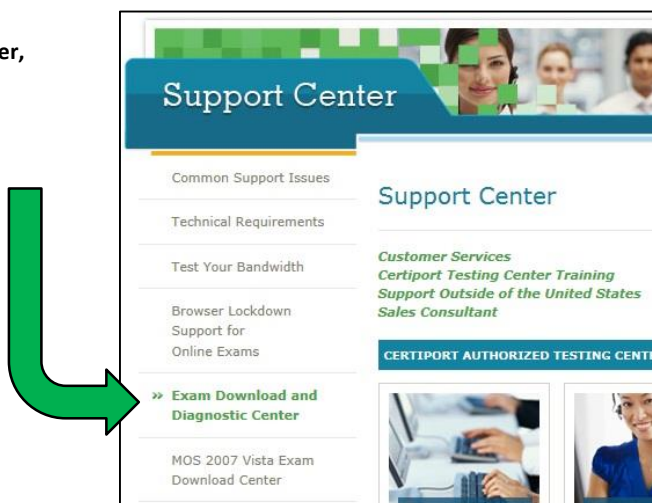 er,
Support Center
Common Support Issues
Technical Requirements
Test Your Bandwidth
Browser Lockdown
Support for
Online Exams
» Exam Download and
Diagnostic Center
MOS 2007 Vista Exam
Download Center
Support Center
Customer Services
Certiport Testing Center Training
Support Outside of the United States
Sales Consultant
CERTIPORT AUTHORIZED TESTING CENT